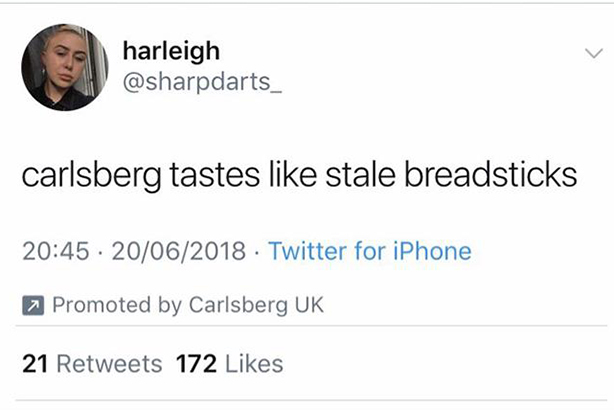 harleigh
@sharpdarts_
carlsberg tastes like stale breadsticks
20:45 · 20/06/2018 · Twitter for iPhone
Promoted by Carlsberg UK
21 Retweets 172 Likes